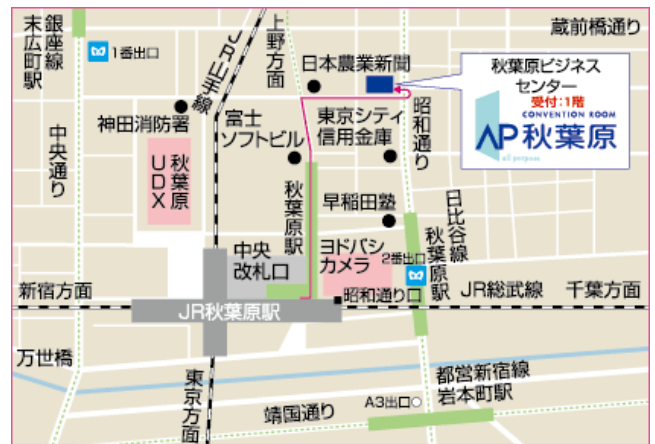 銀座線
末広町駅
1番出口
JR山手線
上野方面
蔵前橋通り
日本農業新聞
秋葉原ビジネス
センター
受付:1階
CONVENTION ROOM
AP秋葉原
all purpose
神田消防署
富士
ソフトビル
東京シティ
信用金庫
昭和通り
中央通り
秋葉原
UDX
秋葉原駅
早稲田塾
日比谷線
秋葉原駅
中央
改札口
ヨドバシ
カメラ
2番出口
新宿方面
昭和通り口
JR総武線
千葉方面
JR秋葉原駅
万世橋
東京方面
都営新宿線
岩本町駅
A3出口
靖国通り